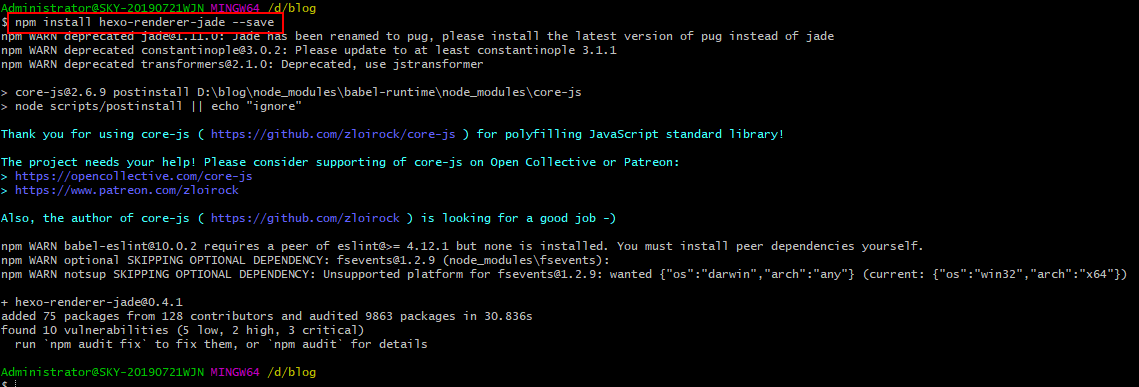 Administrator@SKY-20190721WJN MINGW64 /d/blog
$ npm install hexo-renderer-jade --save
npm WARN deprecated jade@1.11.0: Jade has been renamed to pug, please install the latest version of pug instead of jade
npm WARN deprecated constantinople@3.0.2: Please update to at least constantinople 3.1.1
npm WARN deprecated transformers@2.1.0: Deprecated, use jstransformer
> core-js@2.6.9 postinstall D:\blog\node_modules\babel-runtime\node_modules\core-js
> node scripts/postinstall || echo "ignore"
Thank you for using core-js ( https://github.com/zloirock/core-js ) for polyfilling JavaScript standard library!
The project needs your help! Please consider supporting of core-js on Open Collective or Patreon:
> https://opencollective.com/core-js
> https://www.patreon.com/zloirock
Also, the author of core-js ( https://github.com/zloirock ) is looking for a good job -)
npm WARN babel-eslint@10.0.2 requires a peer of eslint@>= 4.12.1 but none is installed. You must install peer dependencies yourself.
npm WARN optional SKIPPING OPTIONAL DEPENDENCY: fsevents@1.2.9 (node_modules\fsevents):
npm WARN notsup SKIPPING OPTIONAL DEPENDENCY: Unsupported platform for fsevents@1.2.9: wanted {"os":"darwin","arch":"any"} (current: {"os":"win32","arch":"x64"})
+ hexo-renderer-jade@0.4.1
added 75 packages from 128 contributors and audited 9863 packages in 30.836s
found 10 vulnerabilities (5 low, 2 high, 3 critical)
run `npm audit fix` to fix them, or `npm audit` for details
Administrator@SKY-20190721WJN MINGW64 /d/blog
$